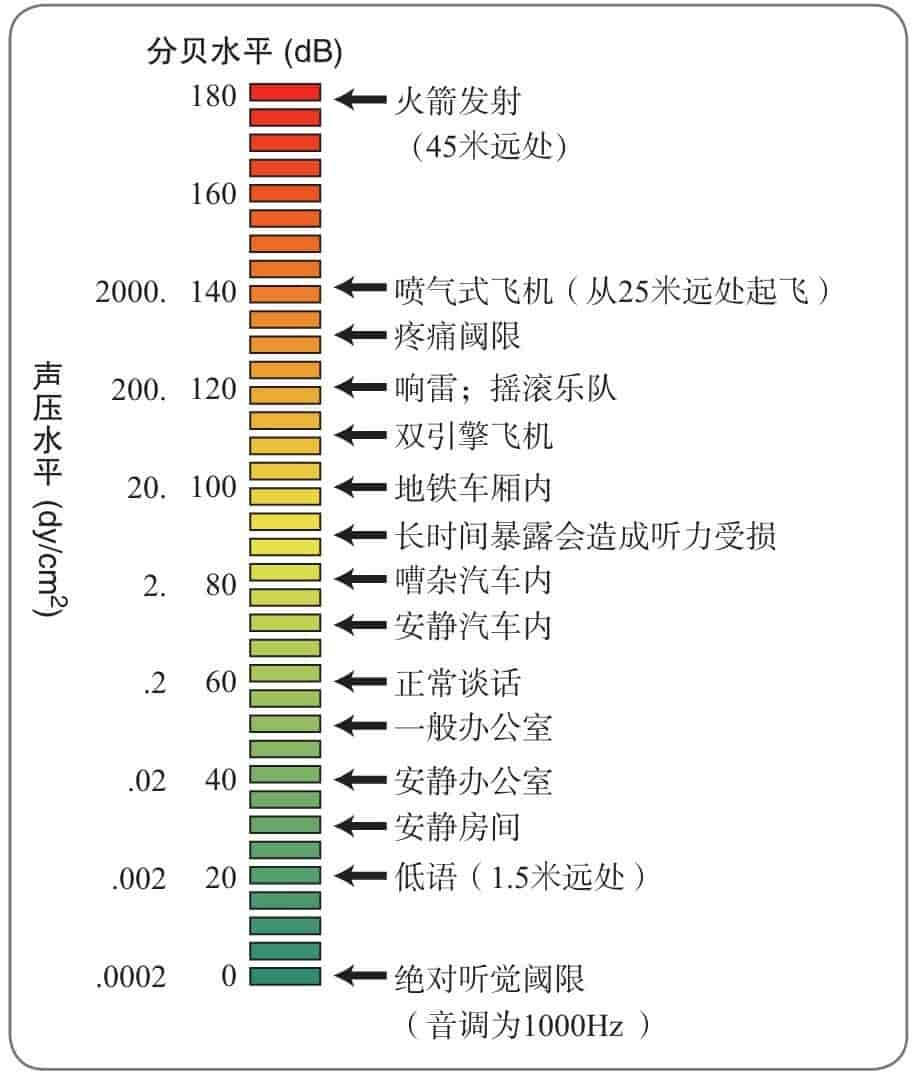 分贝水平 (dB)
180 火箭发射
（45米远处）
160
2000. 140 喷气式飞机（从25米远处起飞）
疼痛阈限
200. 120 响雷；摇滚乐队
双引擎飞机
20. 100 地铁车厢内
长时间暴露会造成听力受损
2. 80 嘈杂汽车内
安静汽车内
.2 60 正常谈话
一般办公室
.02 40 安静办公室
安静房间
.002 20 低语（1.5米远处）
.0002 0 绝对听觉阈限
（音调为1000Hz）
声压水平 (dy/cm²)